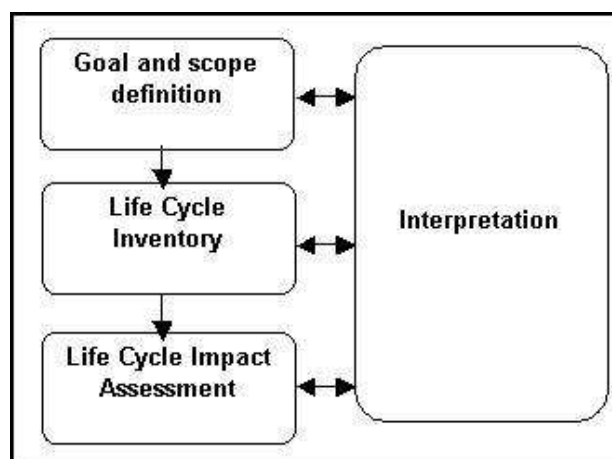 Goal and scope
definition
Life Cycle
Inventory
Interpretation
Life Cycle Impact
Assessment